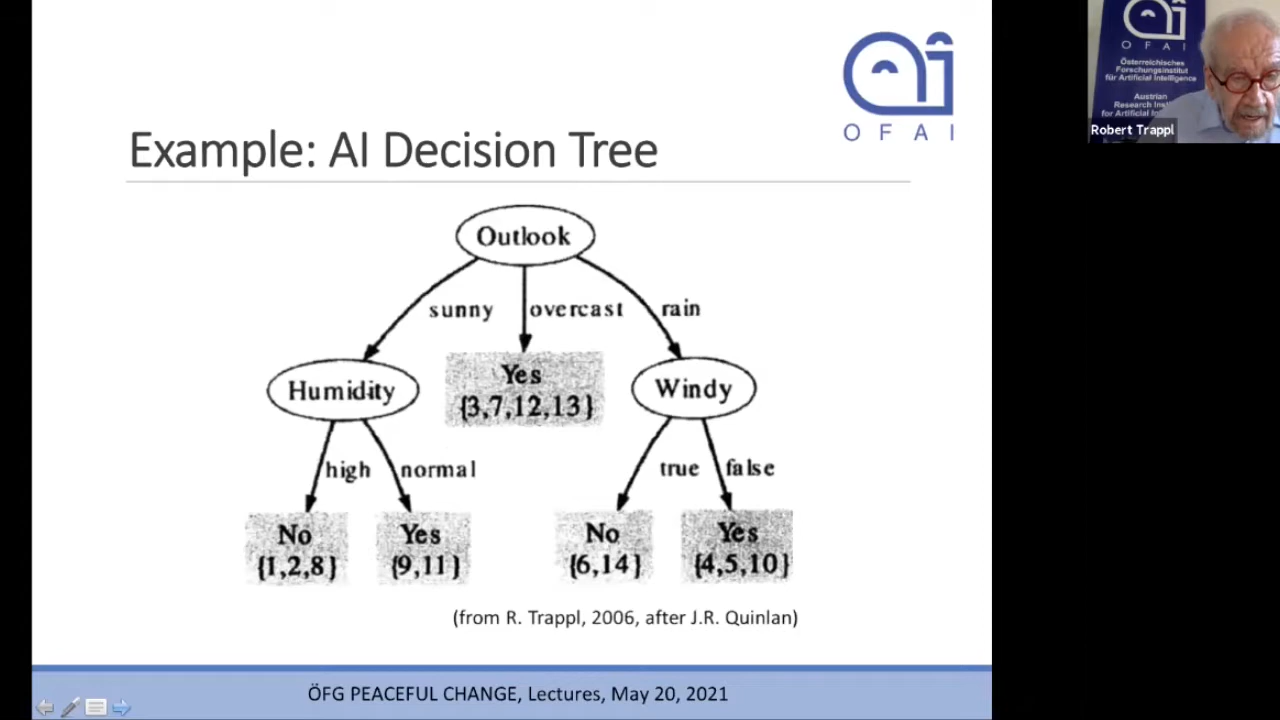 OFAI
Example: AI Decision Tree
Outlook
sunny
overcast
rain
Humidity
Yes
{3,7,12,13}
Windy
high
normal
true
false
No
{1,2,8}
Yes
{9,11}
No
{6,14}
Yes
{4,5,10}
(from R. Trappl, 2006, after J.R. Quinlan)
ÖFG PEACEFUL CHANGE, Lectures, May 20, 2021
OFAI
Österreichisches
Forschungsinstitut
für Artificial Intelligence
Austrian
Research
for Artificial
Robert Trappl